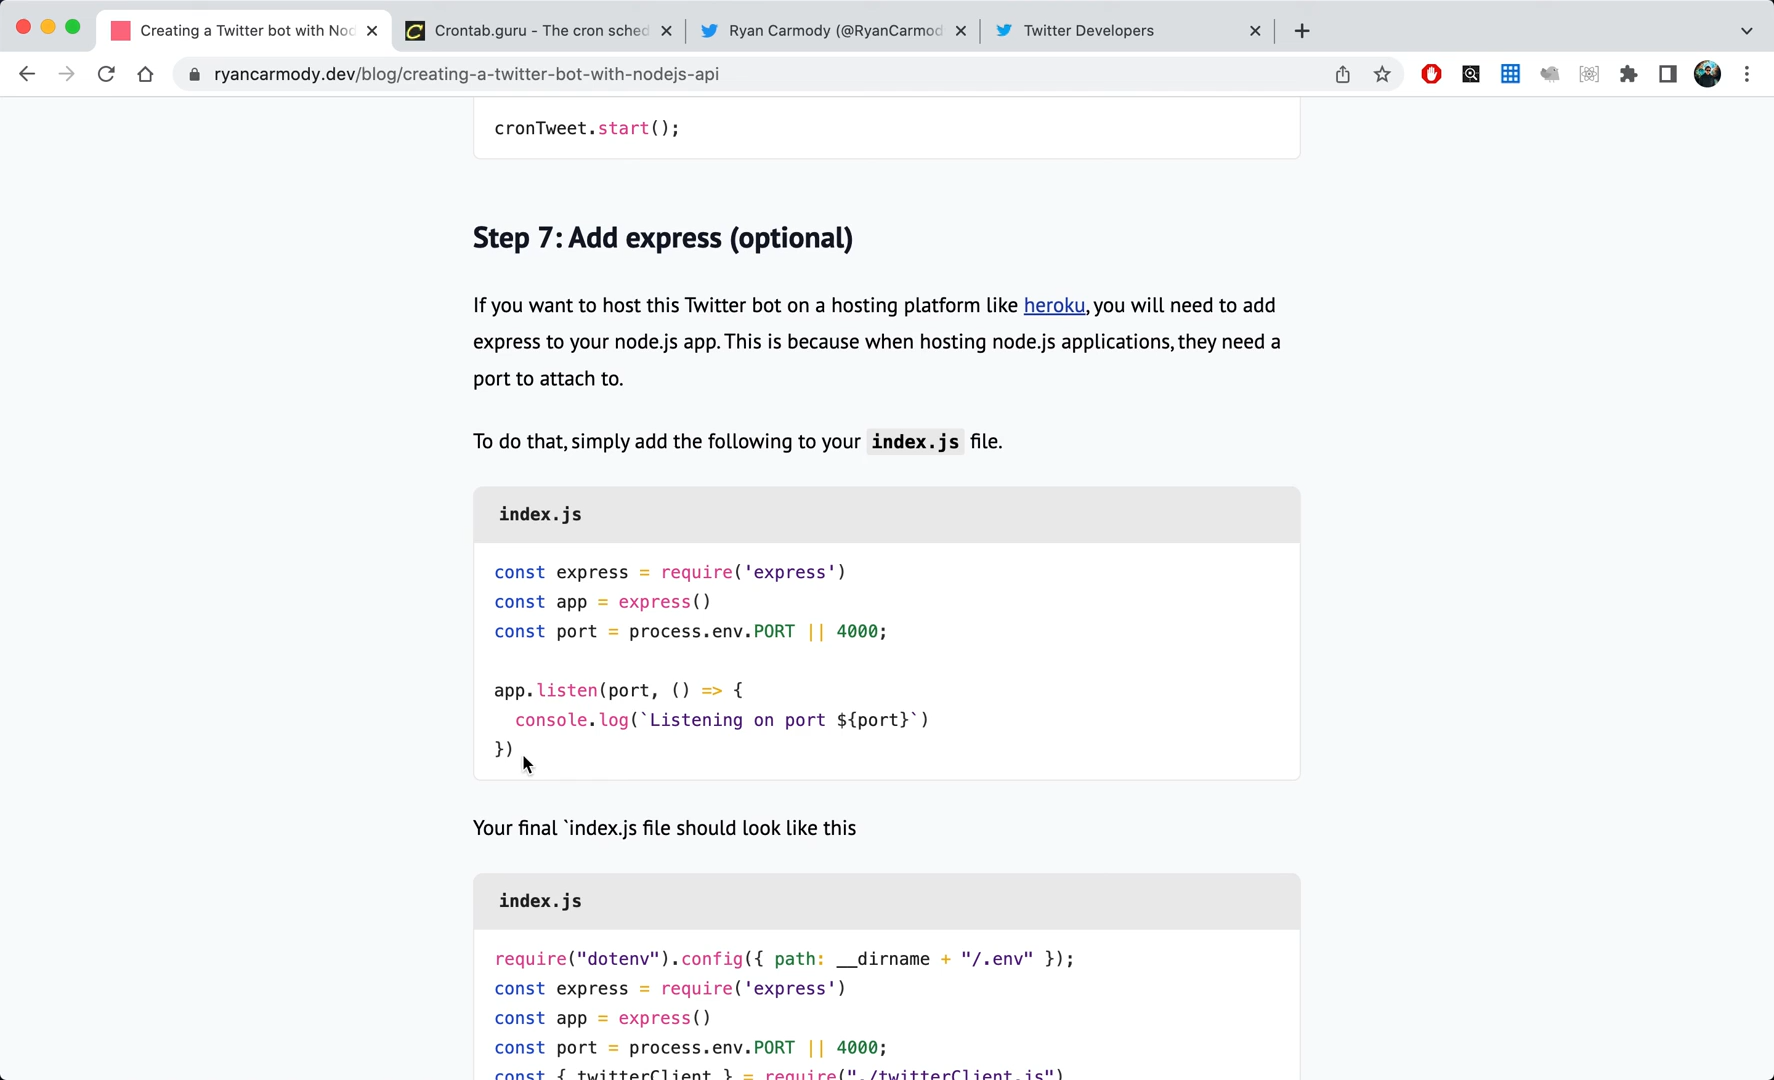 Creating a Twitter bot with Nod
Crontab.guru - The cron sched
Ryan Carmody (@RyanCarmod
Twitter Developers
ryancarmody.dev/blog/creating-a-twitter-bot-with-nodejs-api
cronTweet.start();
Step 7: Add express (optional)
If you want to host this Twitter bot on a hosting platform like heroku, you will need to add
express to your node.js app. This is because when hosting node.js applications, they need a
port to attach to.
To do that, simply add the following to your index.js file.
index.js
const express = require('express')
const app = express()
const port = process.env.PORT || 4000;
app.listen(port, () => {
console.log(`Listening on port ${port}`)
})
Your final `index.js file should look like this
index.js
require("dotenv").config({ path: __dirname + "/.env" });
const express = require('express')
const app = express()
const port = process.env.PORT || 4000;
const { twitterClient } = require("./twitterClient.js")